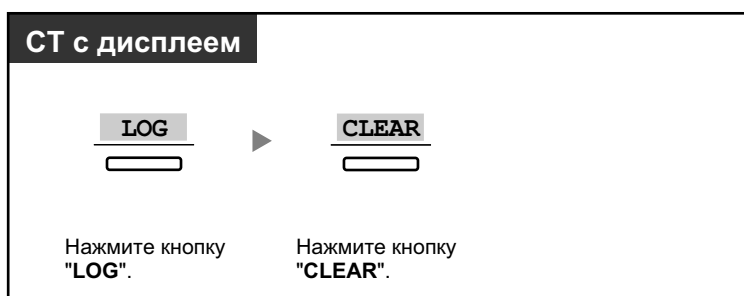 СТ с дисплеем
LOG
CLEAR
Нажмите кнопку
"LOG".
Нажмите кнопку
"CLEAR".